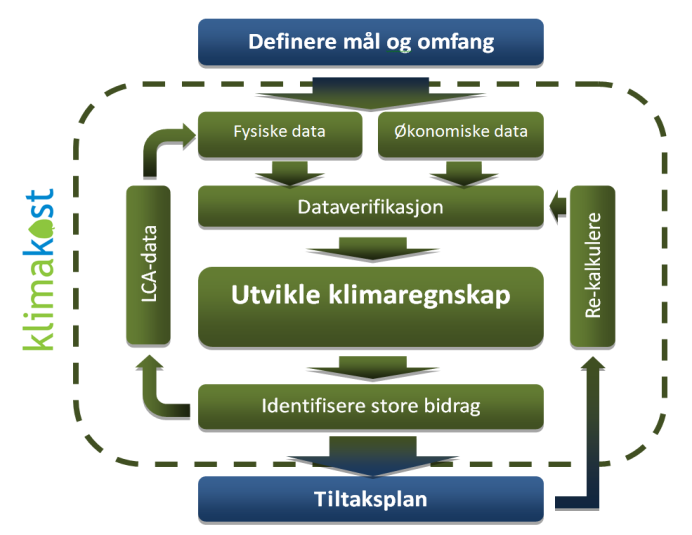 Definere mål og omfang
Fysiske data
Økonomiske data
Dataverifikasjon
Utvikle klimaregnskap
Identifisere store bidrag
Tiltaksplan
LCA-data
Re-kalkulere
klimakost